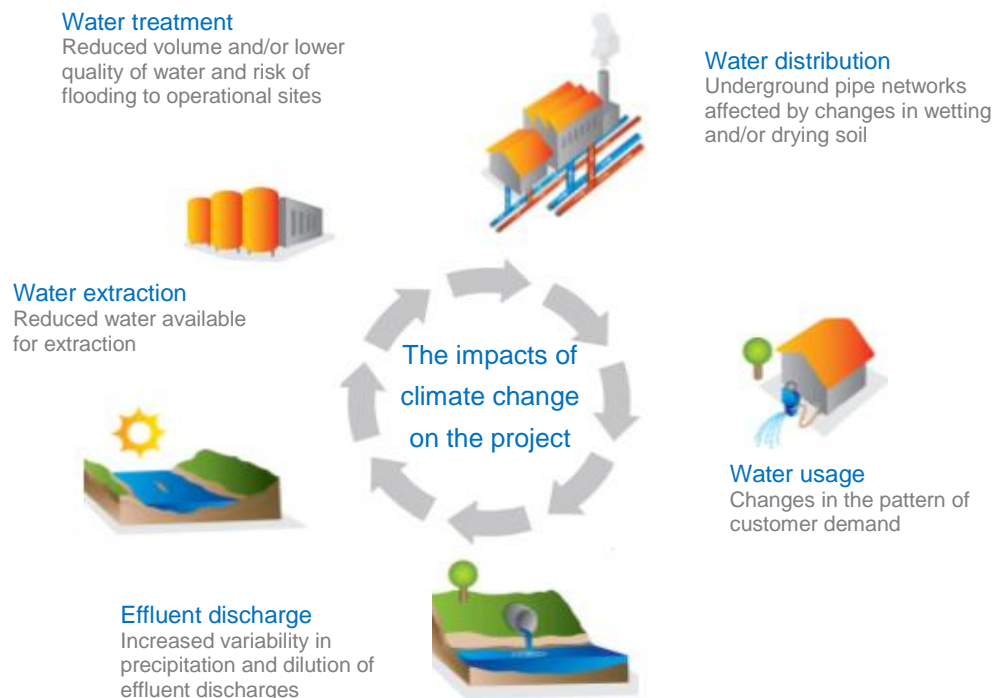 Water treatment
Reduced volume and/or lower
quality of water and risk of
flooding to operational sites
Water distribution
Underground pipe networks
affected by changes in wetting
and/or drying soil
Water extraction
Reduced water available
for extraction
The impacts of
climate change
on the project
Water usage
Changes in the pattern of
customer demand
Effluent discharge
Increased variability in
precipitation and dilution of
effluent discharges